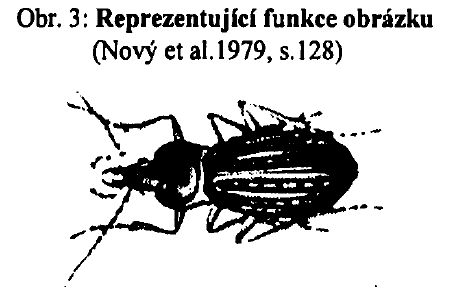 Obr. 3: Reprezentující funkce obrázku
(Nový et al.1979, s.128)